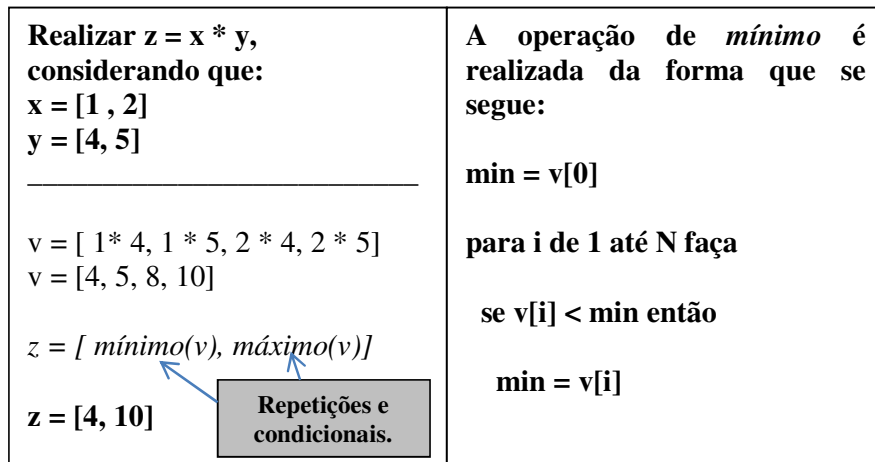 Realizar z = x * y,
considerando que:
x = [1 , 2]
y = [4, 5]
___________________________
v = [ 1* 4, 1 * 5, 2 * 4, 2 * 5]
v = [4, 5, 8, 10]
z = [ mínimo(v), máximo(v)]
Repetições e
condicionais.
z = [4, 10]
A operação de mínimo é
realizada da forma que se
segue:
min = v[0]
para i de 1 até N faça
se v[i] < min então
min = v[i]